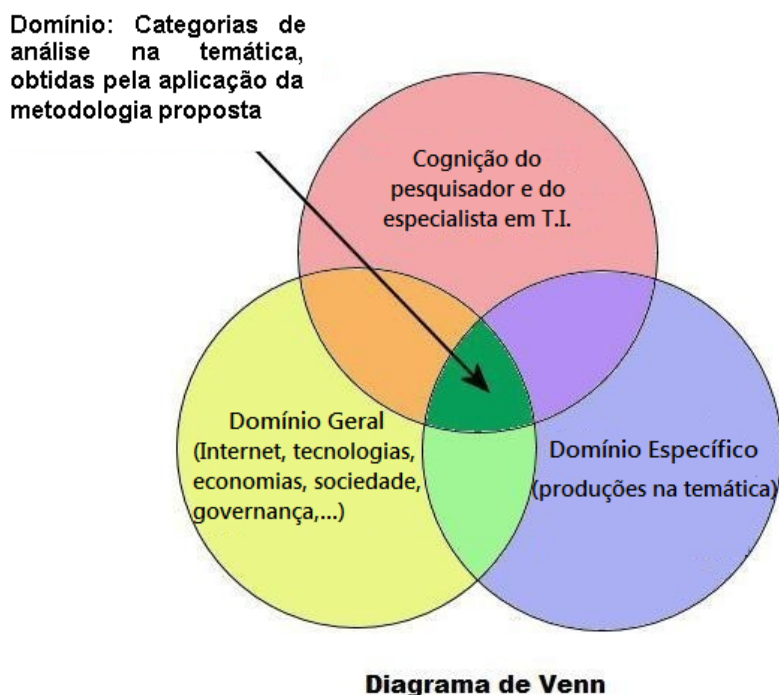 Domínio: Categorias de
análise na temática,
obtidas pela aplicação da
metodologia proposta
Cognição do
pesquisador e do
especialista em T.I.
Domínio Geral
(Internet, tecnologias,
economias, sociedade,
governança,...)
Domínio Específico
(produções na temática)
Diagrama de Venn